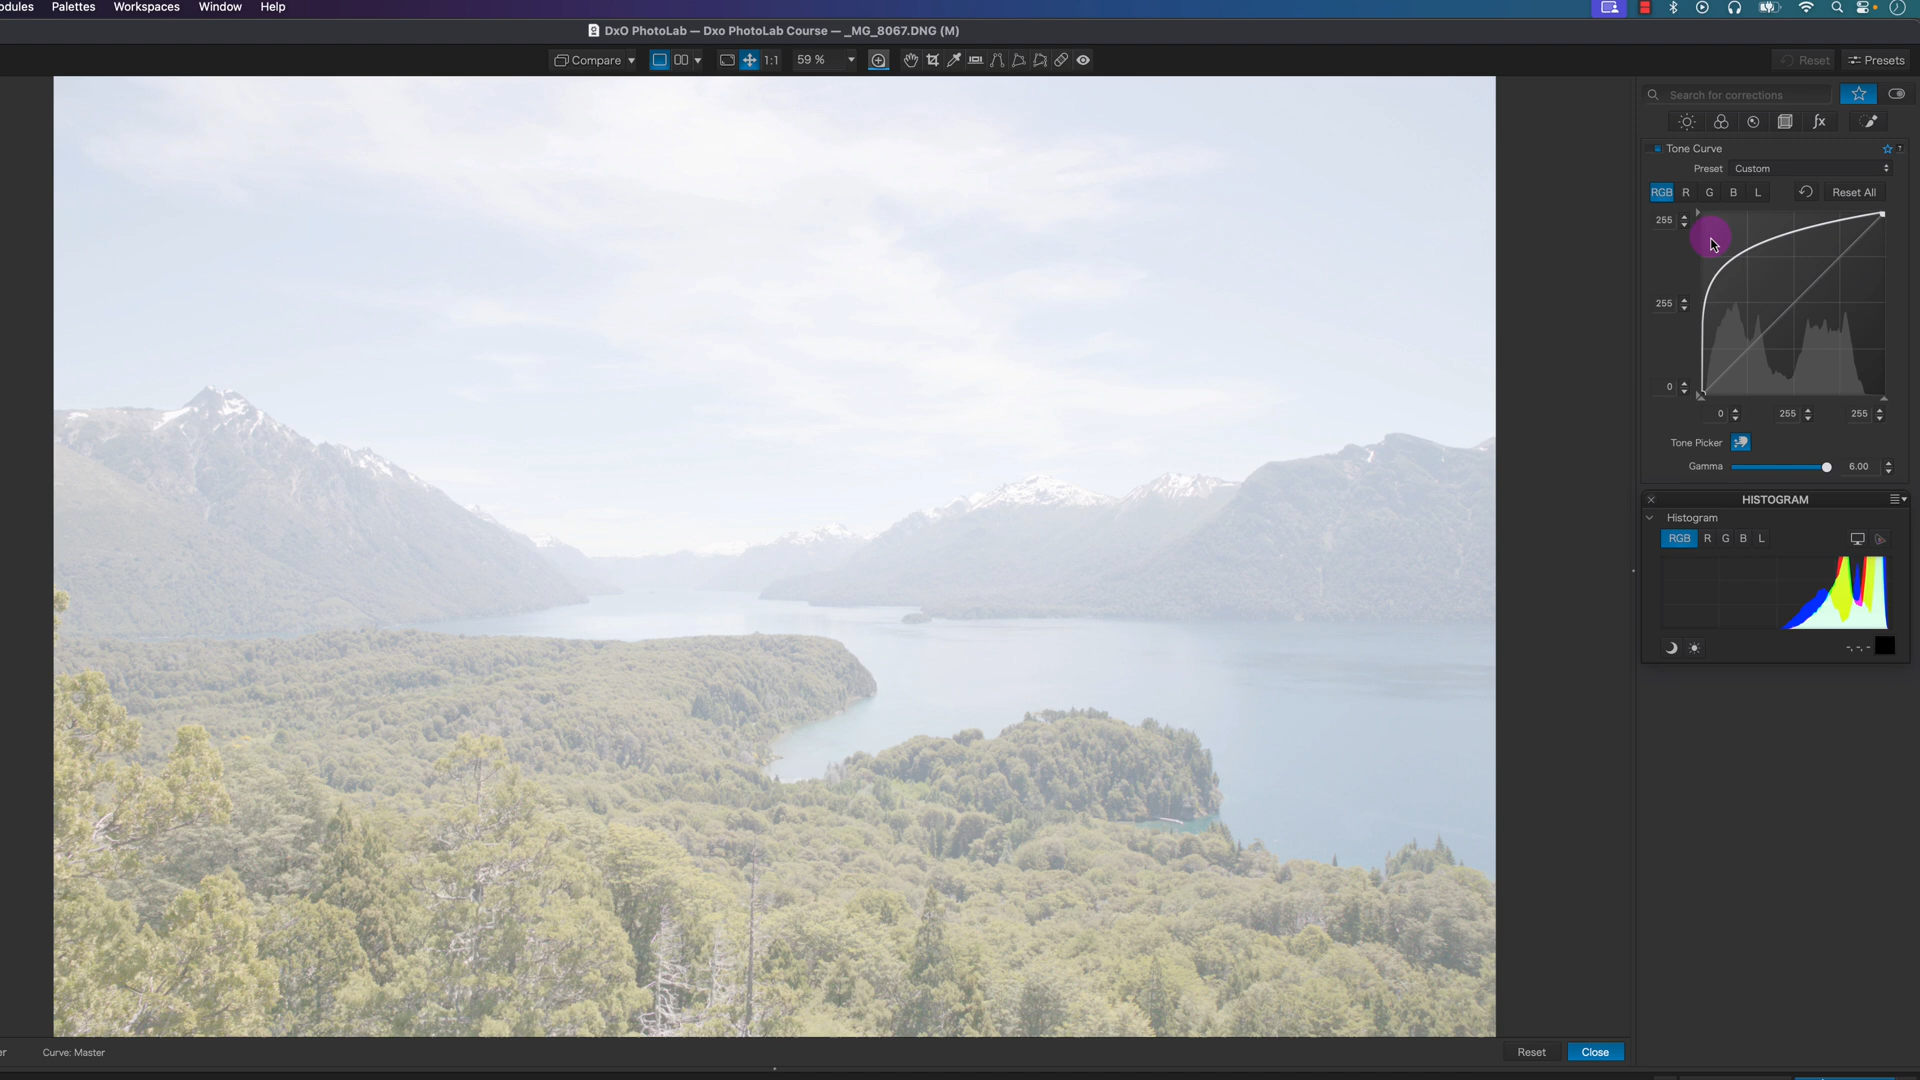 odules Palettes Workspaces Window Help
DxO PhotoLab — Dxo PhotoLab Course — _MG_8067.DNG (M)
Compare 1:1 59 % Reset Presets
Search for corrections
fx
Tone Curve ?
Preset Custom
RGB R G B L Reset All
255
255
0
0 255 255
Tone Picker
Gamma 6.00
HISTOGRAM
Histogram
RGB R G B L
-, -, -
er Curve: Master Reset Close